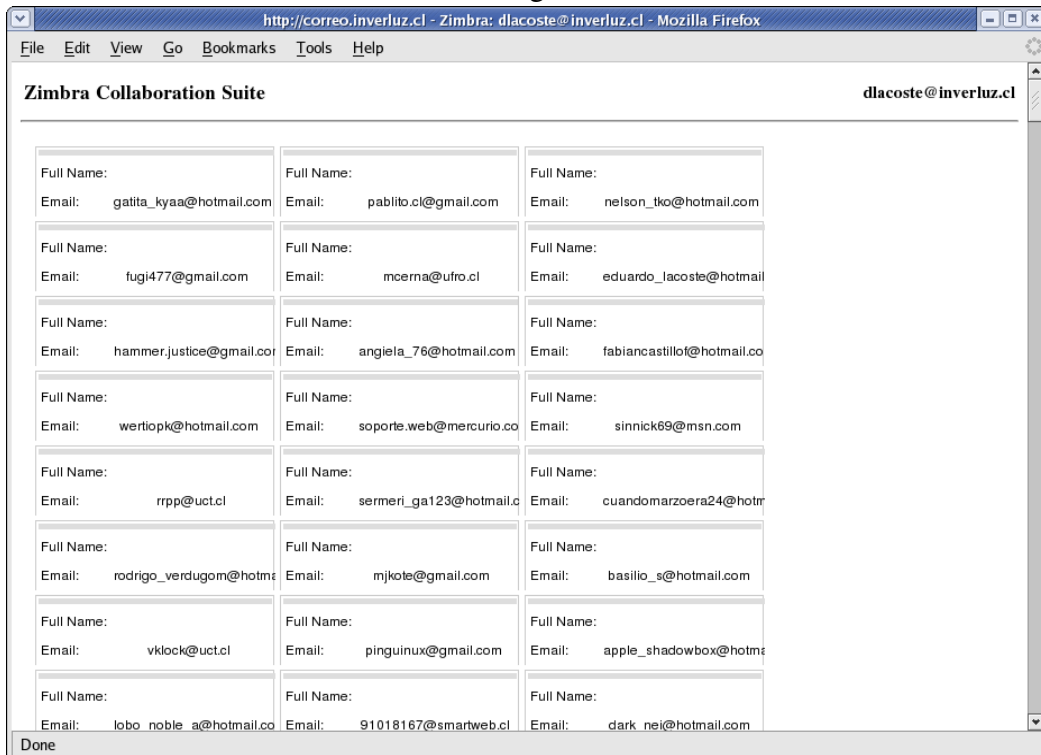 http://correo.inverluz.cl - Zimbra: dlacoste@inverluz.cl - Mozilla Firefox
File Edit View Go Bookmarks Tools Help
Zimbra Collaboration Suite dlacoste@inverluz.cl
Full Name: Full Name: Full Name:
Email: gatita_kyaa@hotmail.com Email: pablito.cl@gmail.com Email: nelson_tko@hotmail.com
Full Name: Full Name: Full Name:
Email: fugi477@gmail.com Email: mcerna@ufro.cl Email: eduardo_lacoste@hotmail
Full Name: Full Name: Full Name:
Email: hammer.justice@gmail.cor Email: angiela_76@hotmail.com Email: fabiancastillof@hotmail.co
Full Name: Full Name: Full Name:
Email: wertiopk@hotmail.com Email: soporte.web@mercurio.co Email: sinnick69@msn.com
Full Name: Full Name: Full Name:
Email: rrpp@uct.cl Email: sermeri_ga123@hotmail.c Email: cuandomarzoera24@hotm
Full Name: Full Name: Full Name:
Email: rodrigo_verdugom@hotma Email: mjkote@gmail.com Email: basilio_s@hotmail.com
Full Name: Full Name: Full Name:
Email: vklock@uct.cl Email: pinguinux@gmail.com Email: apple_shadowbox@hotma
Full Name: Full Name: Full Name:
Email: lobo_noble_a@hotmail.co Email: 91018167@smartweb.cl Email: dark_nei@hotmail.com
Done